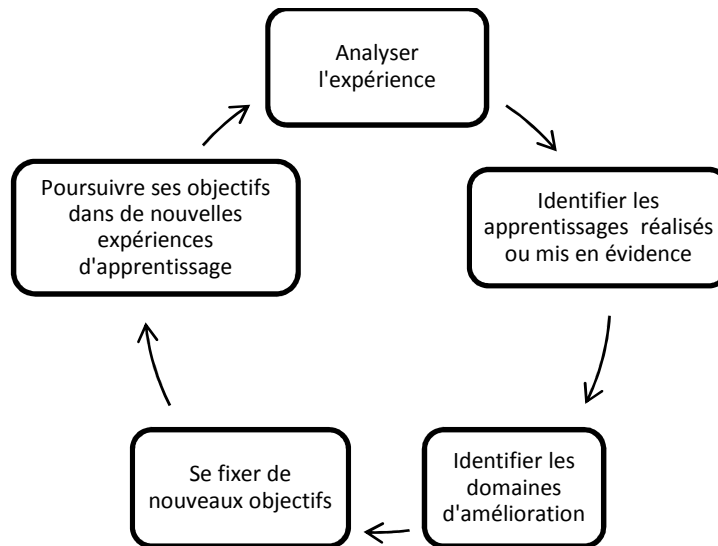 Analyser
l'expérience
Identifier les
apprentissages réalisés
ou mis en évidence
Identifier les
domaines
d'amélioration
Se fixer de
nouveaux objectifs
Poursuivre ses objectifs
dans de nouvelles
expériences
d'apprentissage